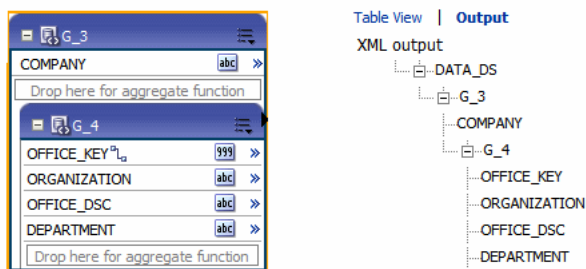 G_3
COMPANY abc »
Drop here for aggregate function
G_4
OFFICE_KEY 999 »
ORGANIZATION abc »
OFFICE_DSC abc »
DEPARTMENT abc »
Drop here for aggregate function
Table View | Output
XML output
DATA_DS
G_3
COMPANY
G_4
OFFICE_KEY
ORGANIZATION
OFFICE_DSC
DEPARTMENT